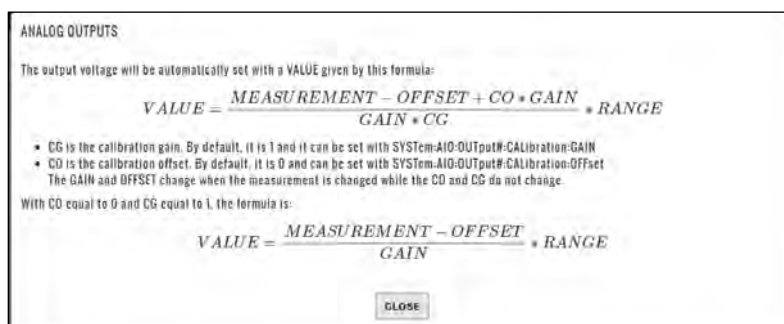 ANALOG OUTPUTS
The output voltage will be automatically set with a VALUE given by this formula:
VALUE = (MEASUREMENT − OFFSET + CO ∗ GAIN) / (GAIN ∗ CG) ∗ RANGE
• CG is the calibration gain. By default, it is 1 and it can be set with SYSTem:AIO:OUTput#:CALibration:GAIN
• CO is the calibration offset. By default, it is 0 and can be set with SYSTem:AIO:OUTput#:CALibration:OFFset
The GAIN and OFFSET change when the measurement is changed while the CO and CG do not change.
With CO equal to 0 and CG equal to 1, the formula is:
VALUE = (MEASUREMENT − OFFSET) / GAIN ∗ RANGE
CLOSE